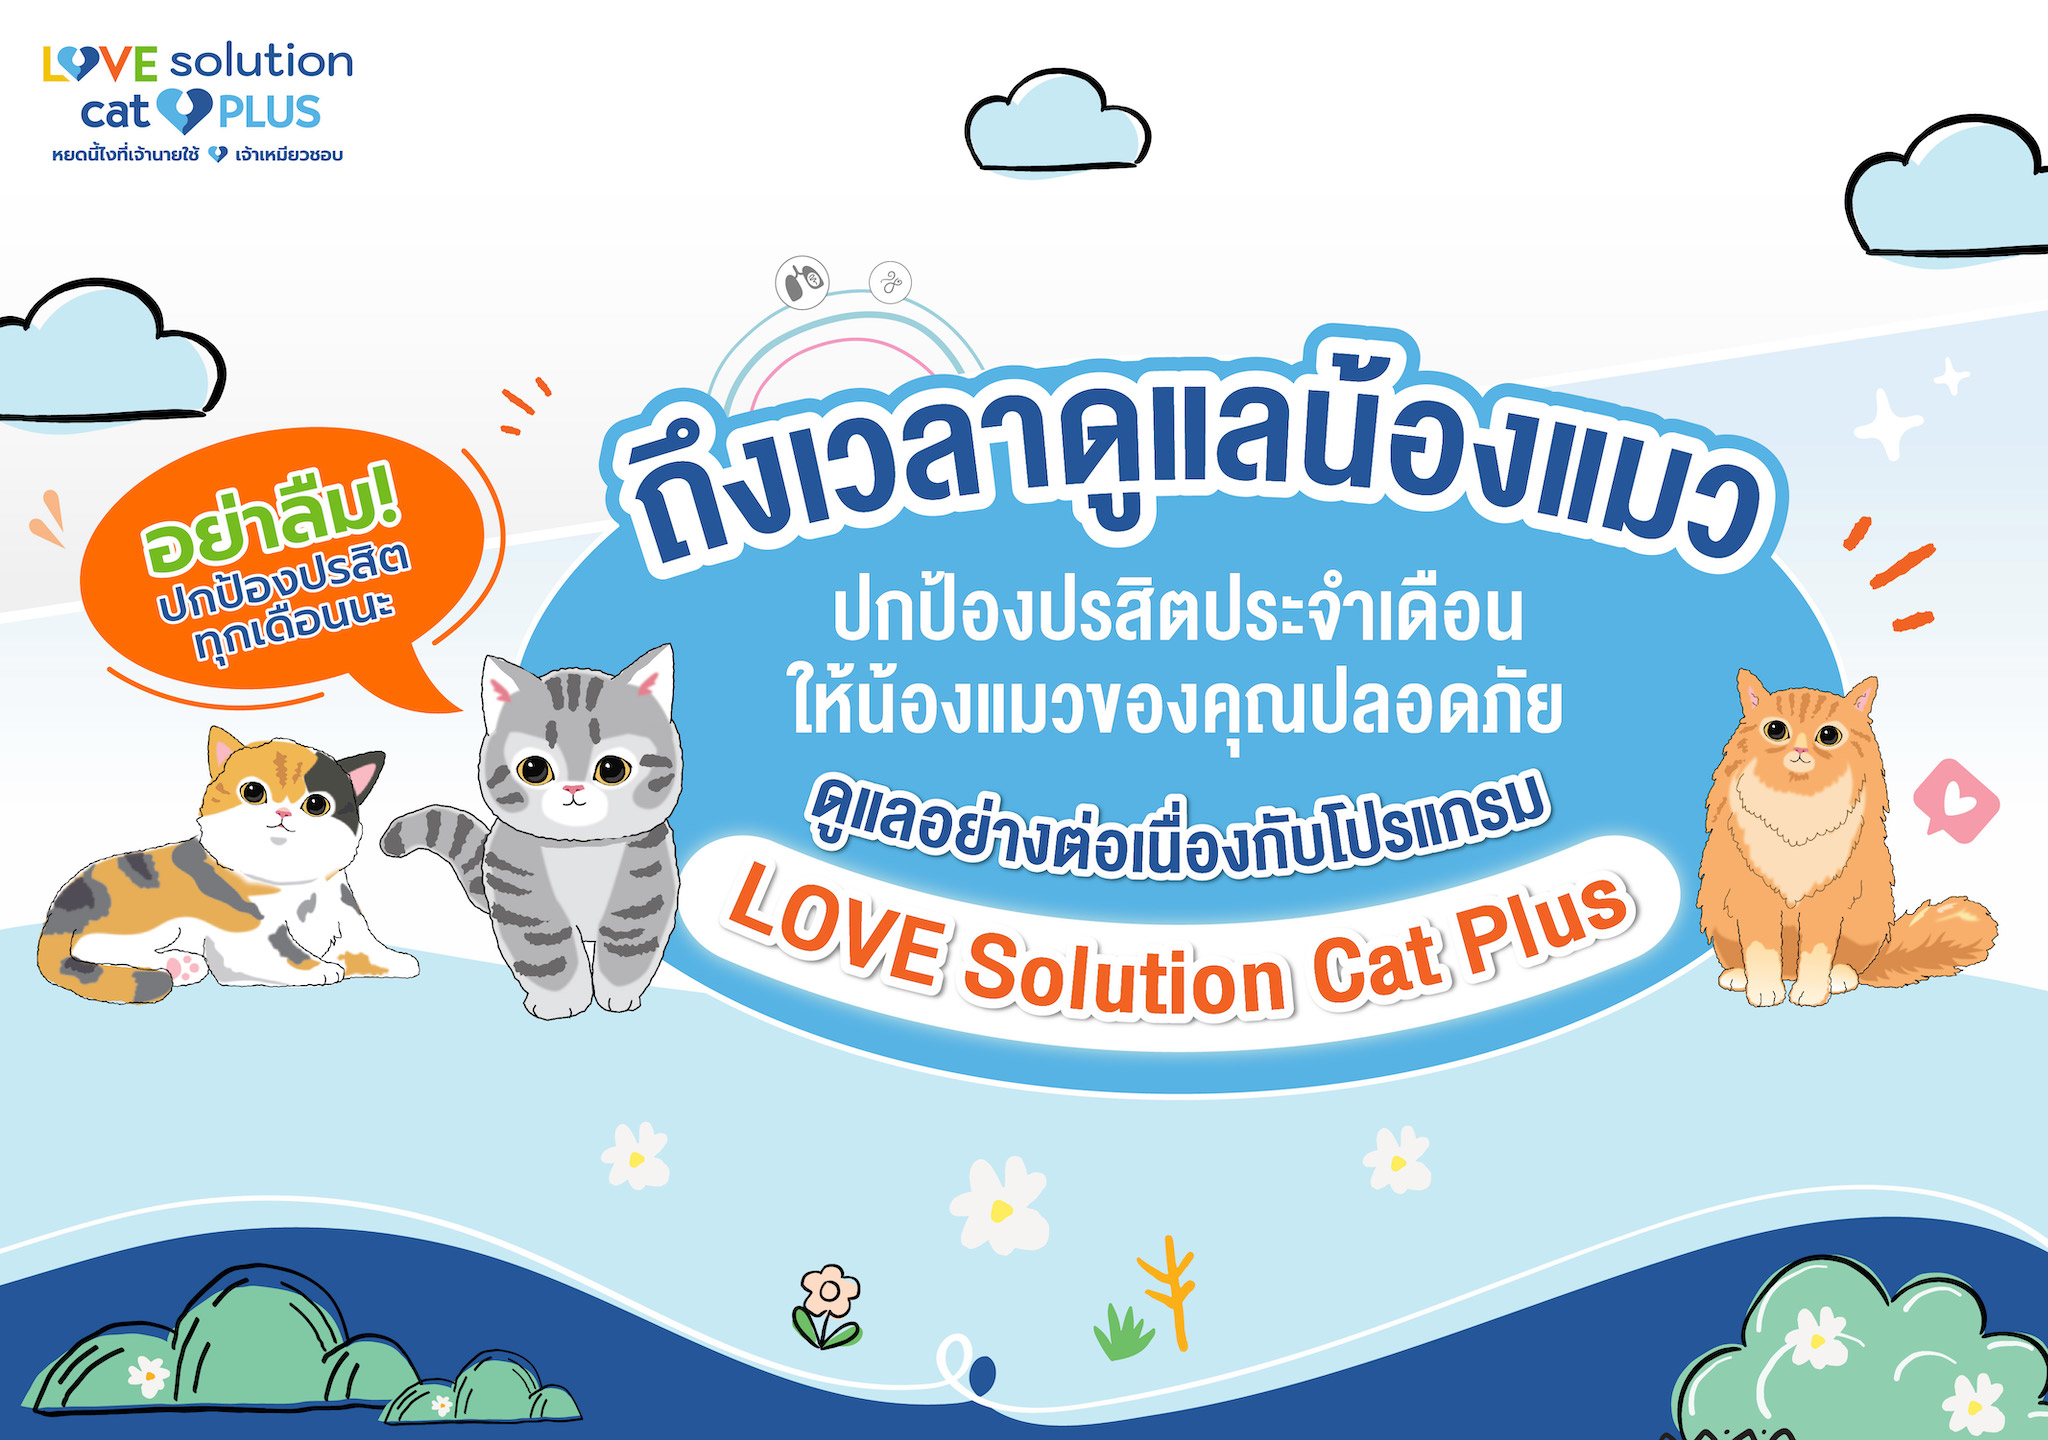 LOVE solution
cat PLUS
หยดนี้ไงที่เจ้านายใช้ เจ้าเหมียวชอบ
ถึงเวลาดูแลน้องแมว
อย่าลืม!
ปกป้องปรสิต
ทุกเดือนนะ
ปกป้องปรสิตประจำเดือน
ให้น้องแมวของคุณปลอดภัย
ดูแลอย่างต่อเนื่องกับโปรแกรม
LOVE Solution Cat Plus